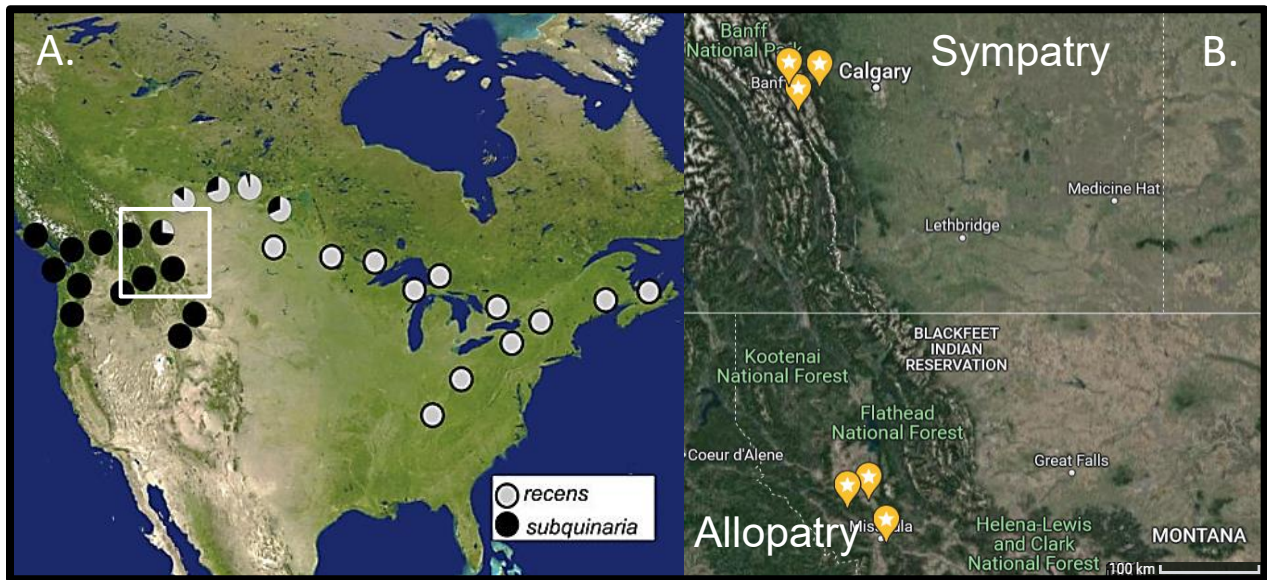 A.
recens
subquinaria
Banff
National Park
Sympatry
B.
Banff
Calgary
Medicine Hat
Lethbridge
BLACKFEET
INDIAN
RESERVATION
Kootenai
National Forest
Flathead
National Forest
Coeur d'Alene
Great Falls
Allopatry
Missoula
Helena-Lewis
and Clark
National Forest
MONTANA
100 km